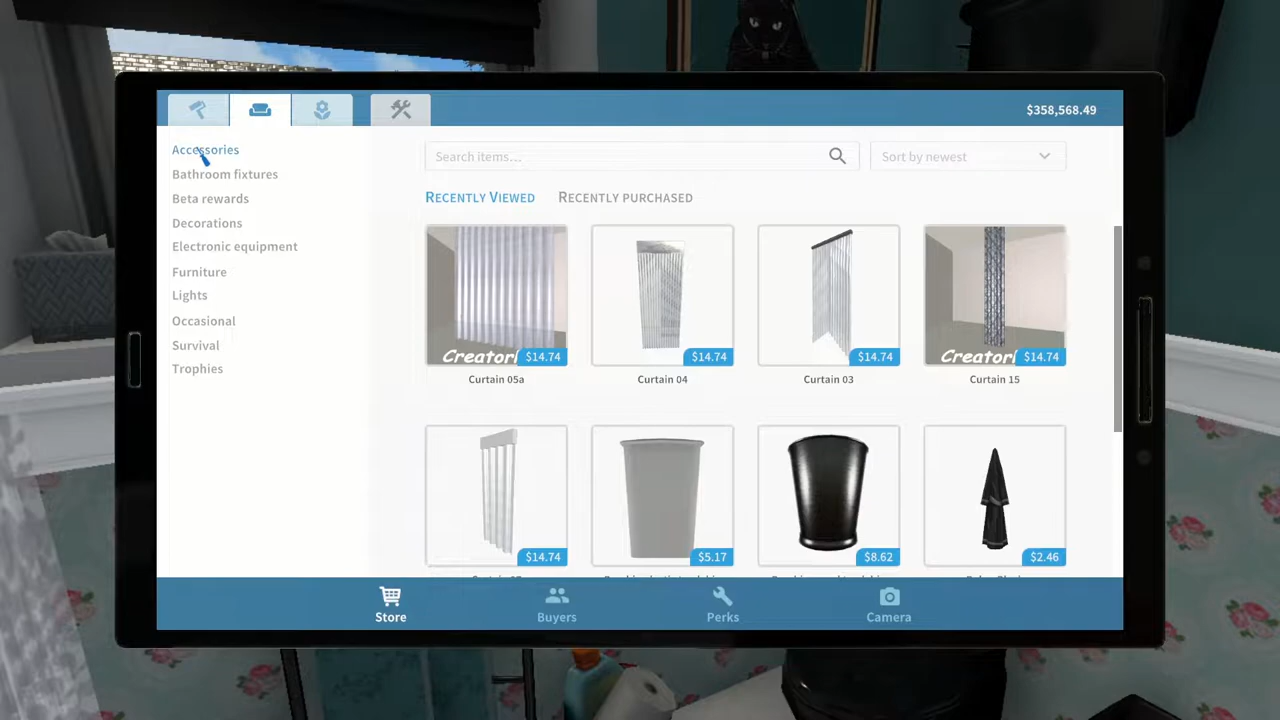 $358,568.49
Accessories
Bathroom fixtures
Beta rewards
Decorations
Electronic equipment
Furniture
Lights
Occasional
Survival
Trophies
Search items...
Sort by newest
RECENTLY VIEWED
RECENTLY PURCHASED
Creator
$14.74
$14.74
$14.74
Creator
$14.74
Curtain 05a
Curtain 04
Curtain 03
Curtain 15
$14.74
$5.17
$8.62
$2.46
Store
Buyers
Perks
Camera